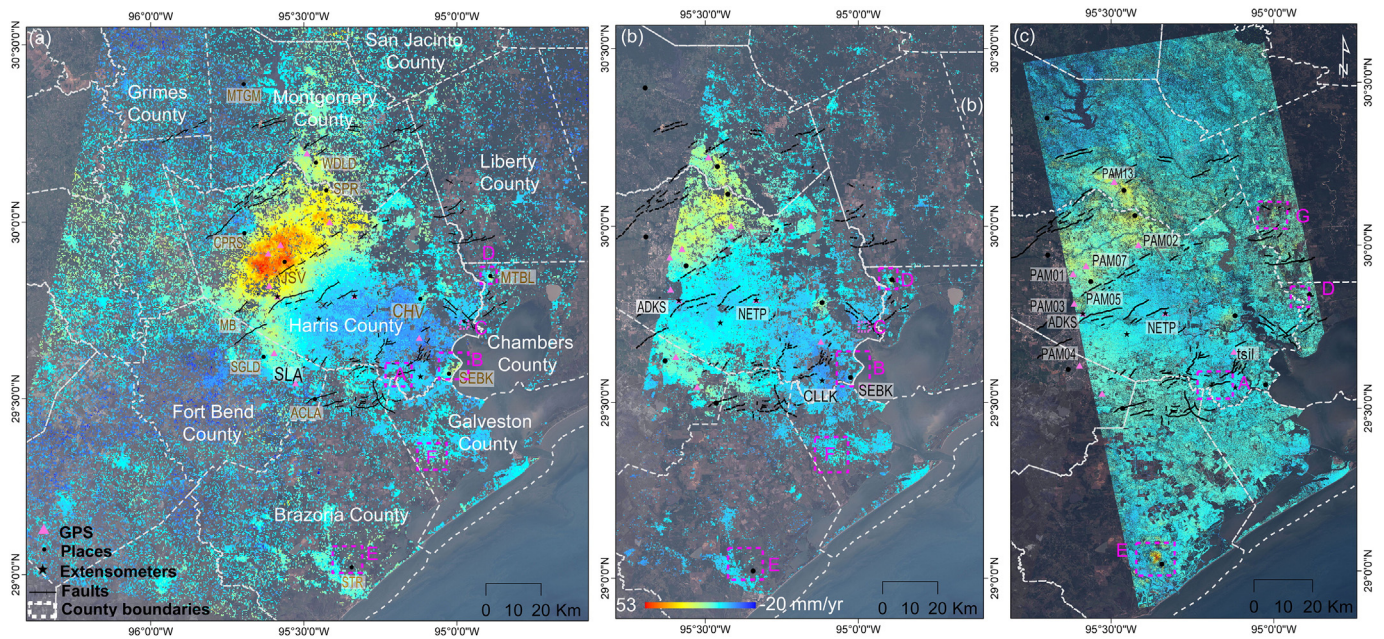 95°30'0"W
95°0'0"W
96°0'0"W
95°30'0"W
95°0'0"W
95°30'0"W
95°0'0"W
(a)
San Jacinto
County
Grimes
County
MTGM
Montgomery
County
WDLD
SPR
Liberty
County
CPRS
JSV
D
MTBL
CHV
C
MB
Harris County
Chambers
County
SGLD
SLA
B
SEBK
Fort Bend
County
ACLA
Galveston
County
F
Brazoria County
E
STR
GPS
Places
Extensometers
Faults
County boundaries
0 10 20 Km
30°30'0"N
30°0'0"N
29°30'0"N
29°0'0"N
96°0'0"W
95°30'0"W
95°0'0"W
(b)
(b)
D
ADKS
NETP
C
B
CLLK
SEBK
F
E
53
-20 mm/yr
0 10 20 Km
30°30'0"N
30°0'0"N
29°30'0"N
29°0'0"N
95°30'0"W
95°0'0"W
(c)
N
PAM13
G
PAM02
PAM07
PAM01
D
PAM05
PAM03
ADKS
NETP
PAM04
tsil
A
E
0 10 20 Km
30°30'0"N
30°0'0"N
29°30'0"N
29°0'0"N
95°30'0"W
95°0'0"W